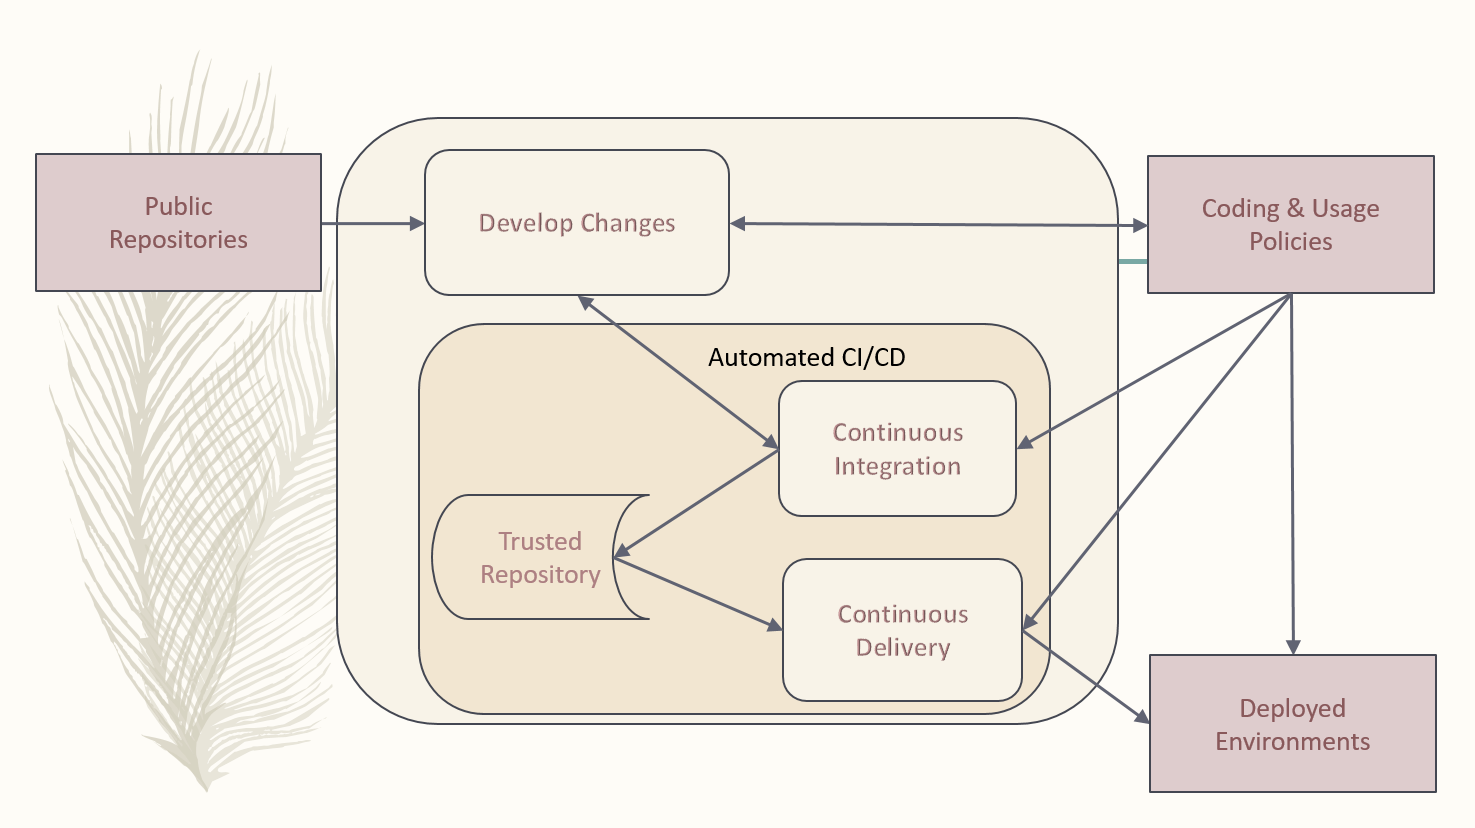 Public
Repositories
Develop Changes
Coding & Usage
Policies
Automated CI/CD
Continuous
Integration
Trusted
Repository
Continuous
Delivery
Deployed
Environments